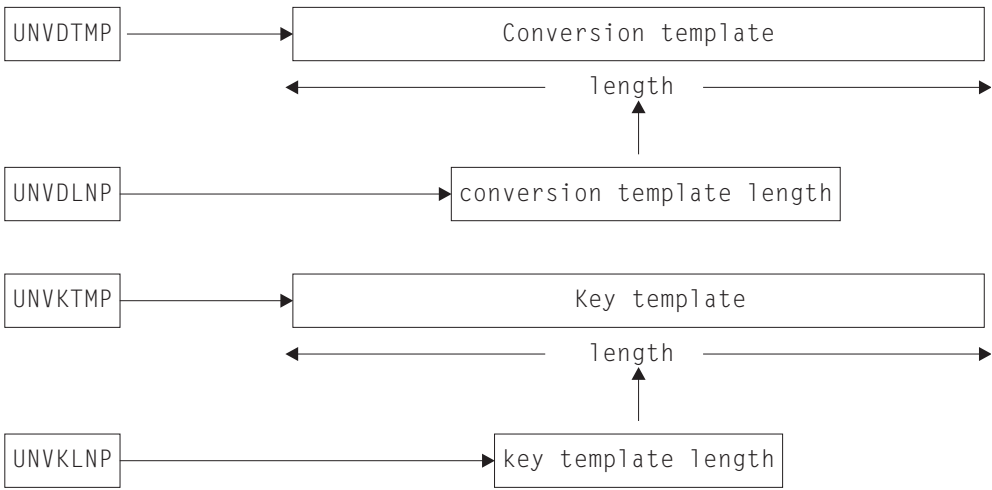 UNVDTMP Conversion template
length
UNVDLNP conversion template length
UNVKTMP Key template
length
UNVKLNP key template length